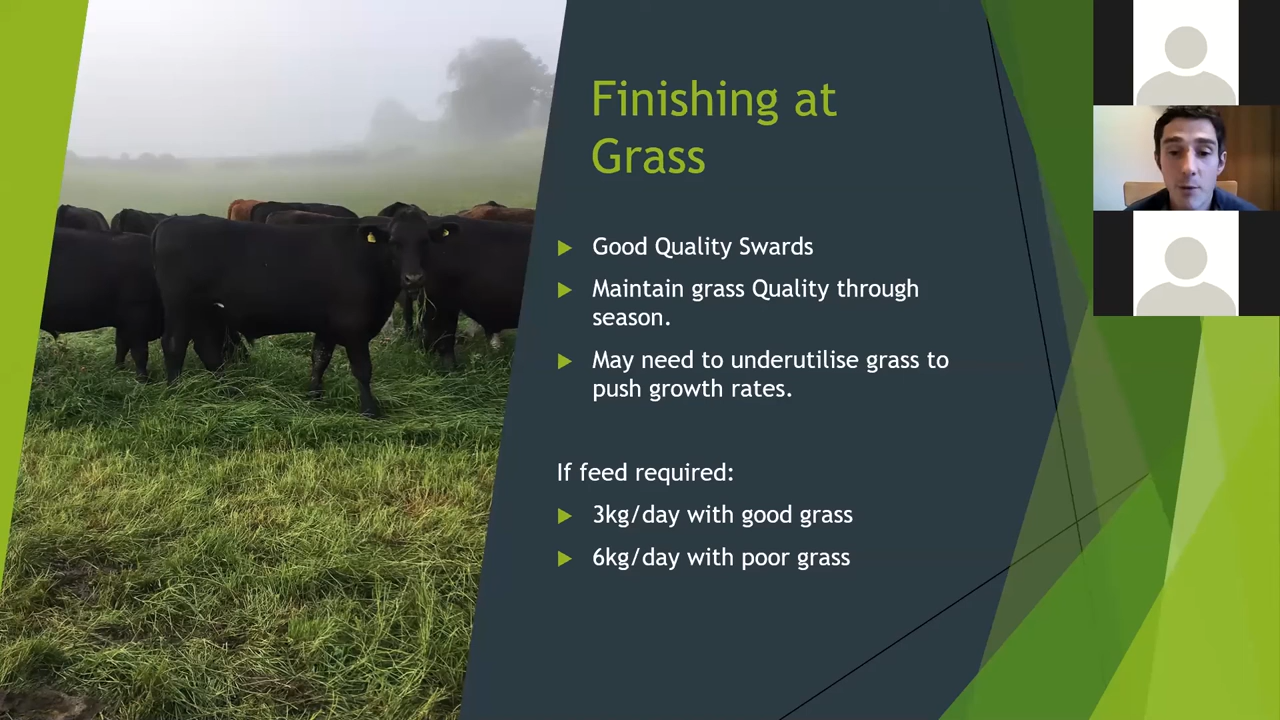 Finishing at
Grass
Good Quality Swards
Maintain grass Quality through
season.
May need to underutilise grass to
push growth rates.
If feed required:
3kg/day with good grass
6kg/day with poor grass